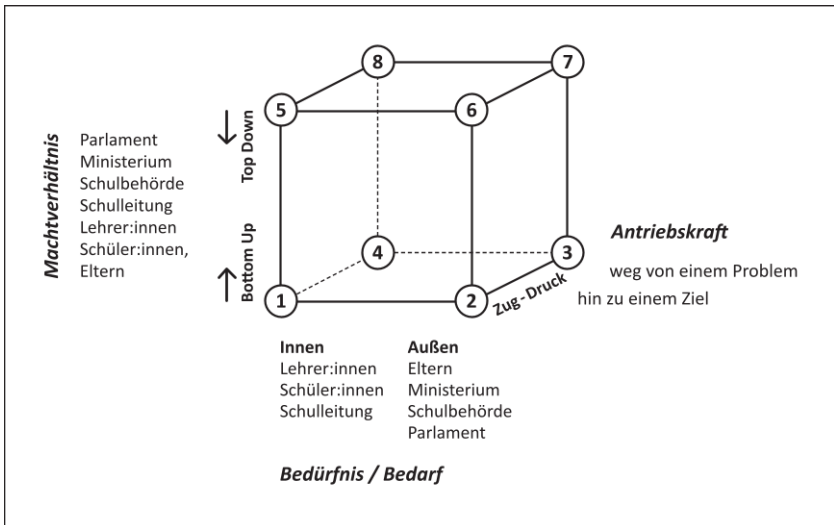 8
7
5
6
Machtverhältnis
Parlament
Ministerium
Schulbehörde
Schulleitung
Lehrer:innen
Schüler:innen,
Eltern
Top Down
Bottom Up
4
3
1
2
Zug - Druck
Antriebskraft
weg von einem Problem
hin zu einem Ziel
Innen
Lehrer:innen
Schüler:innen
Schulleitung
Außen
Eltern
Ministerium
Schulbehörde
Parlament
Bedürfnis / Bedarf